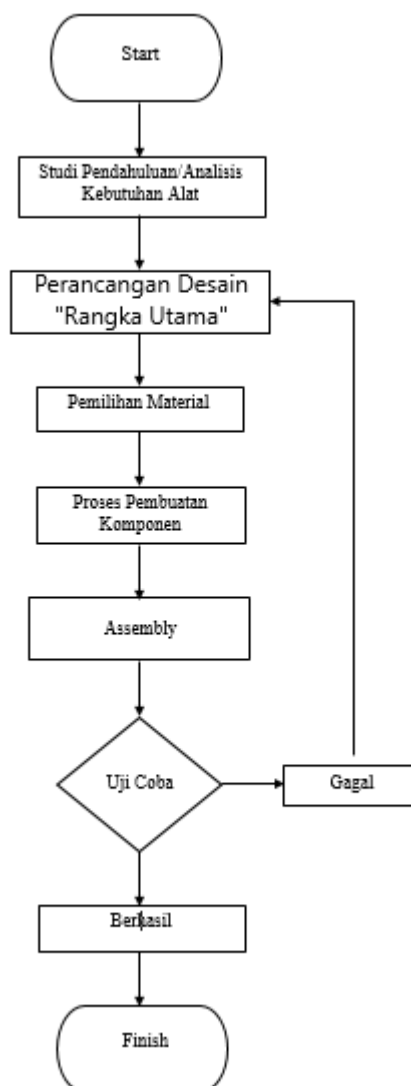 Start
Studi Pendahuluan/Analisis
Kebutuhan Alat
Perancangan Desain
"Rangka Utama"
Pemilihan Material
Proses Pembuatan
Komponen
Assembly
Uji Coba
Gagal
Berhasil
Finish